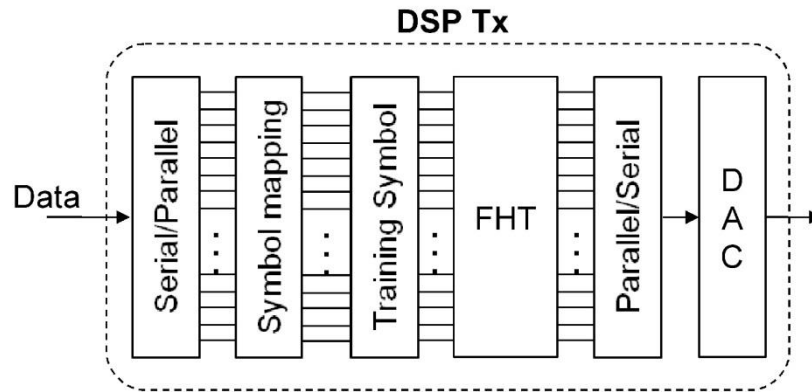 DSP Tx
Data
Serial/Parallel
Symbol mapping
Training Symbol
FHT
Parallel/Serial
D
A
C